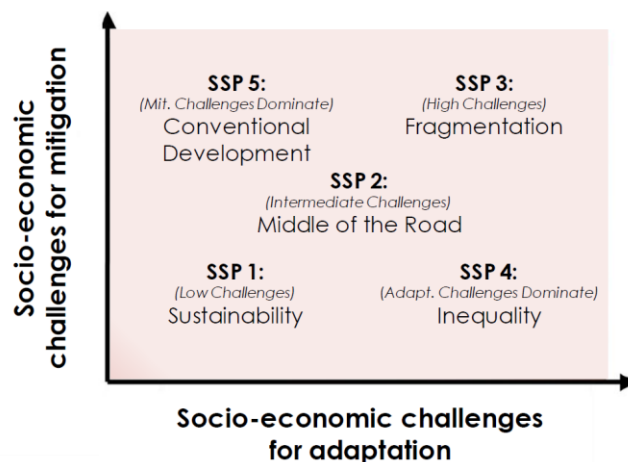 Socio-economic
challenges for mitigation
SSP 5:
(Mit. Challenges Dominate)
Conventional
Development
SSP 3:
(High Challenges)
Fragmentation
SSP 2:
(Intermediate Challenges)
Middle of the Road
SSP 1:
(Low Challenges)
Sustainability
SSP 4:
(Adapt. Challenges Dominate)
Inequality
Socio-economic challenges
for adaptation